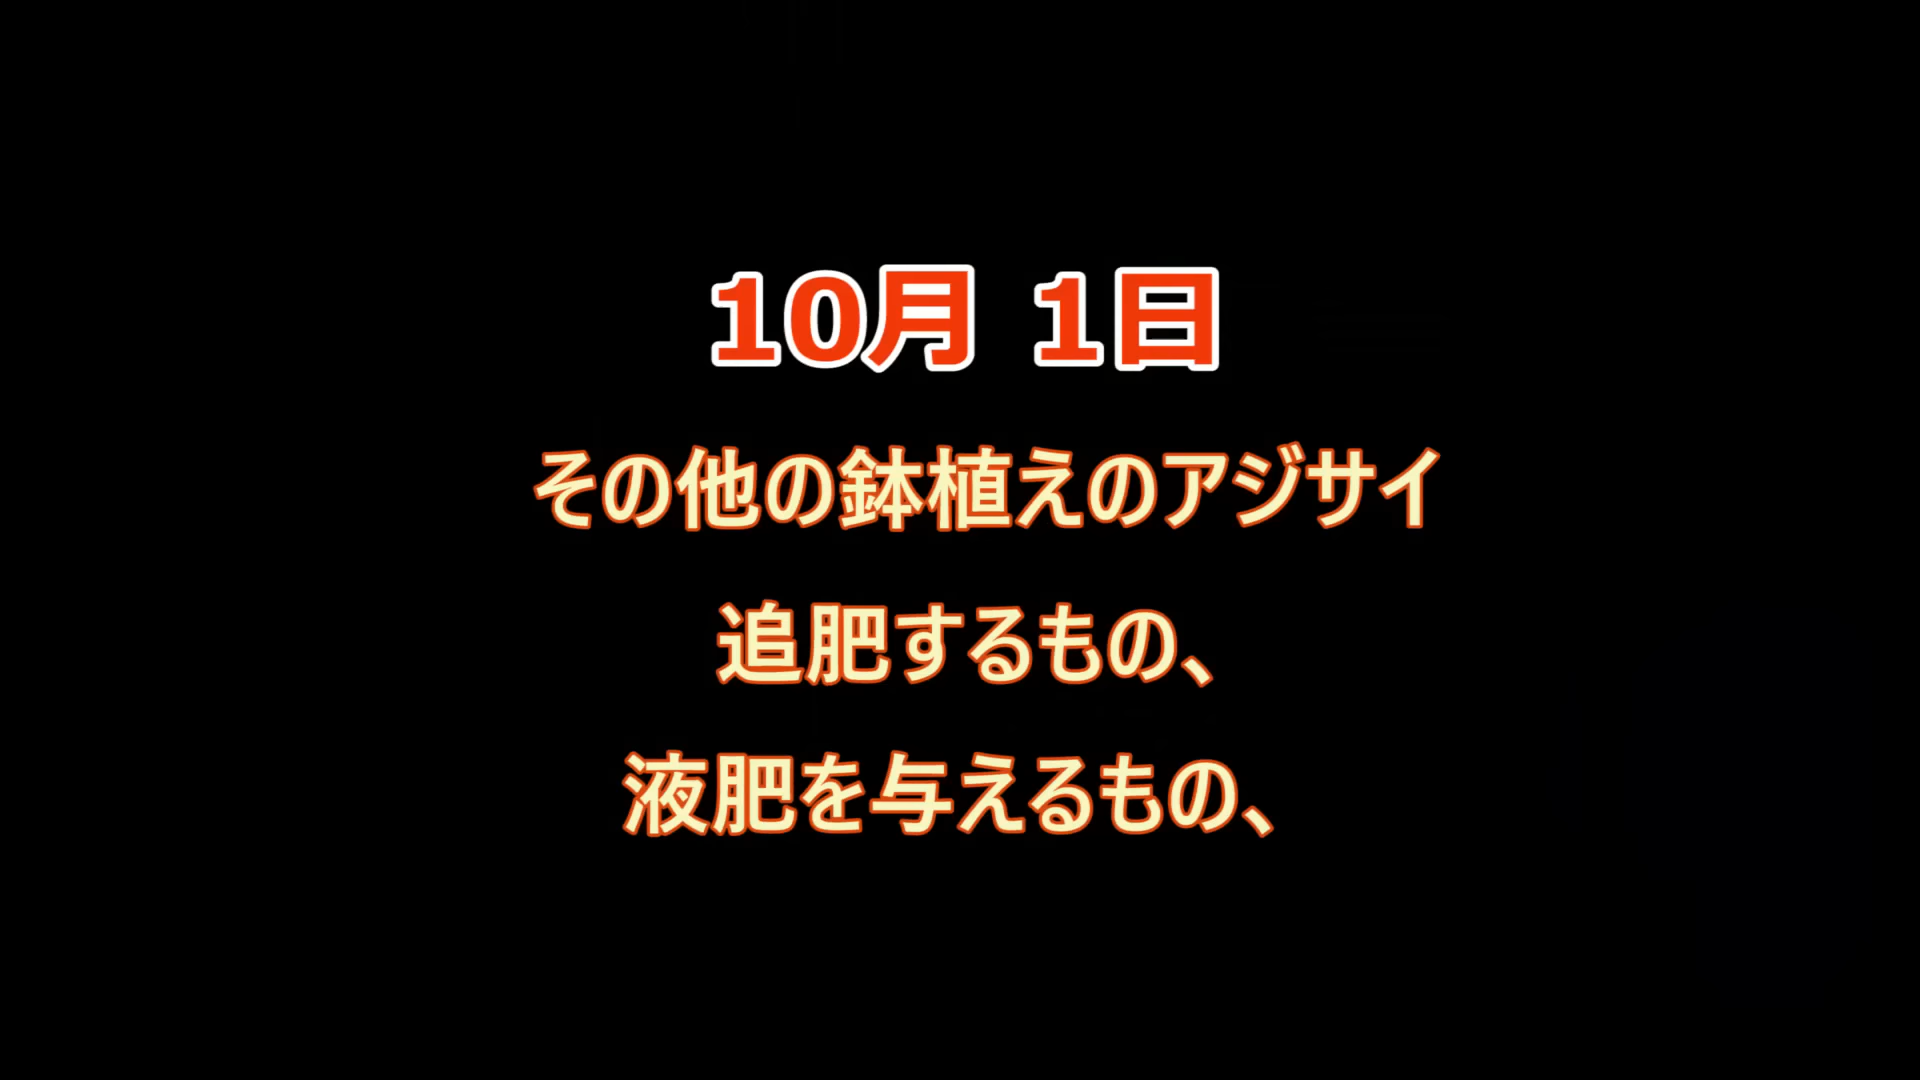 10月 1日
その他の鉢植えのアジサイ
追肥するもの、
液肥を与えるもの、